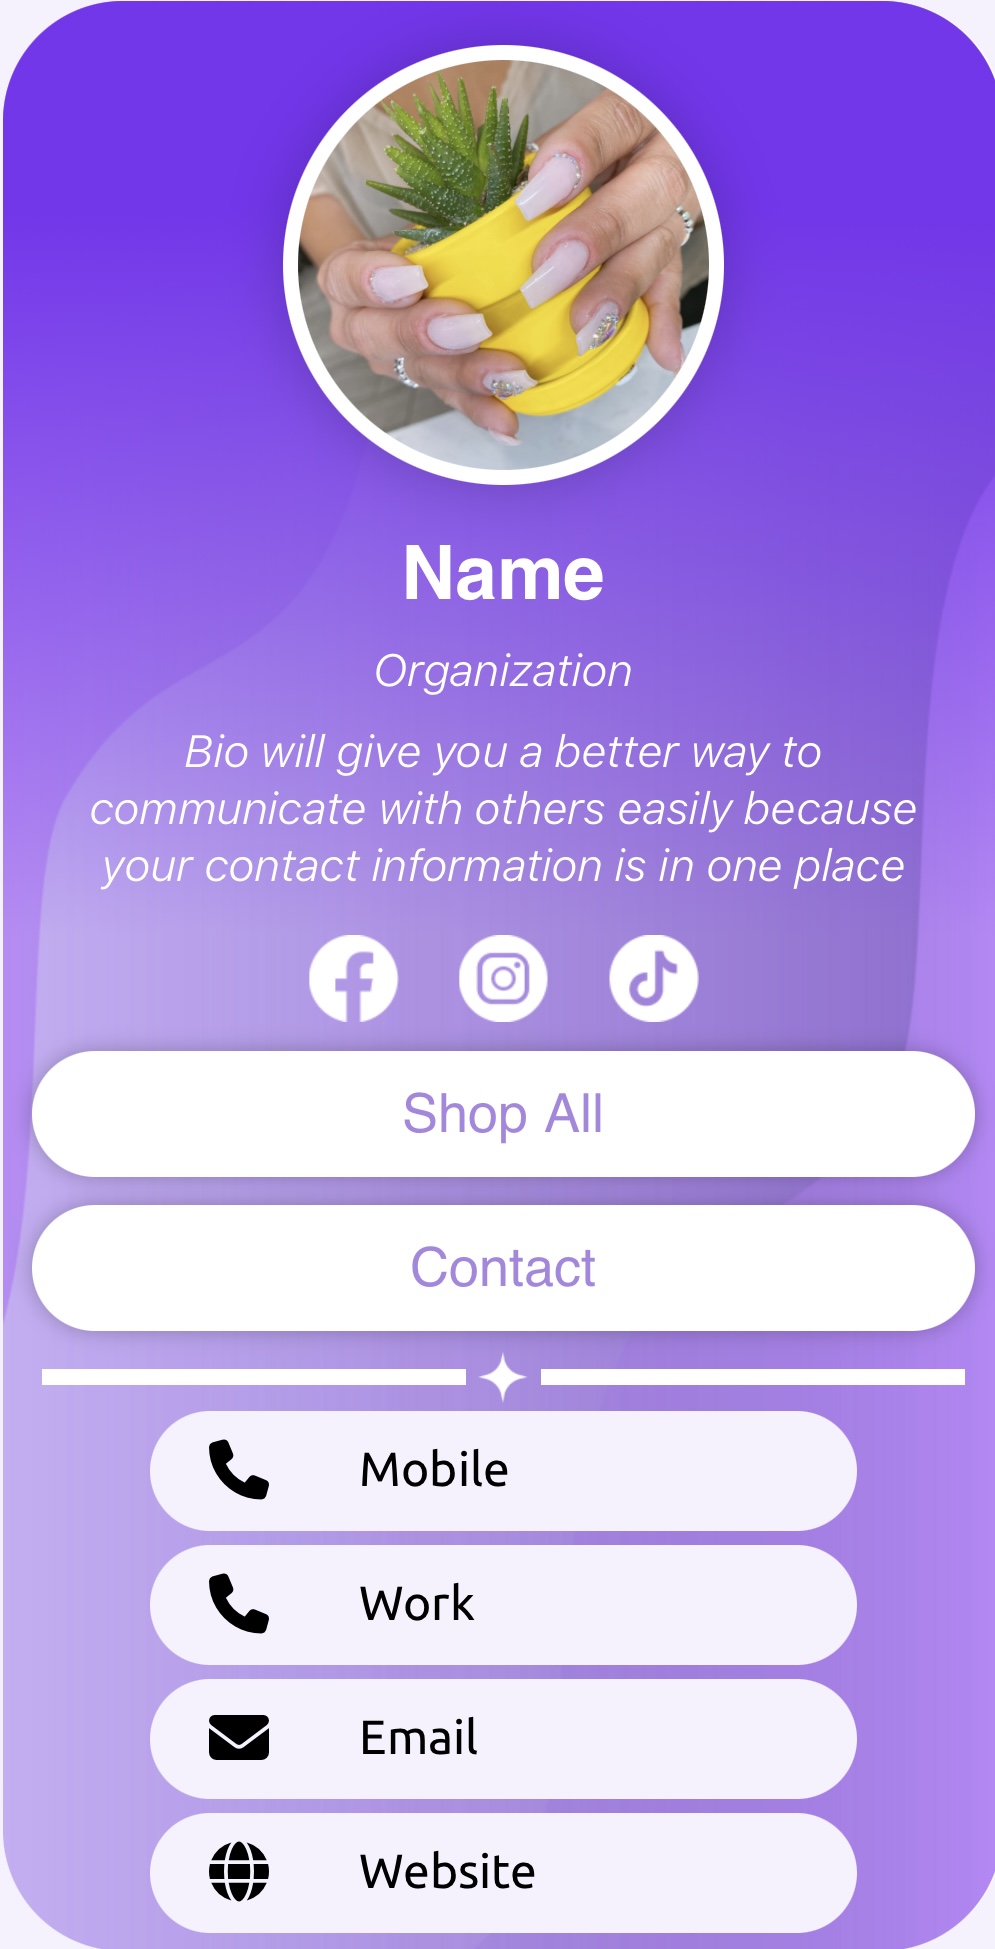 Name
Organization
Bio will give you a better way to
communicate with others easily because
your contact information is in one place
Shop All
Contact
Mobile
Work
Email
Website